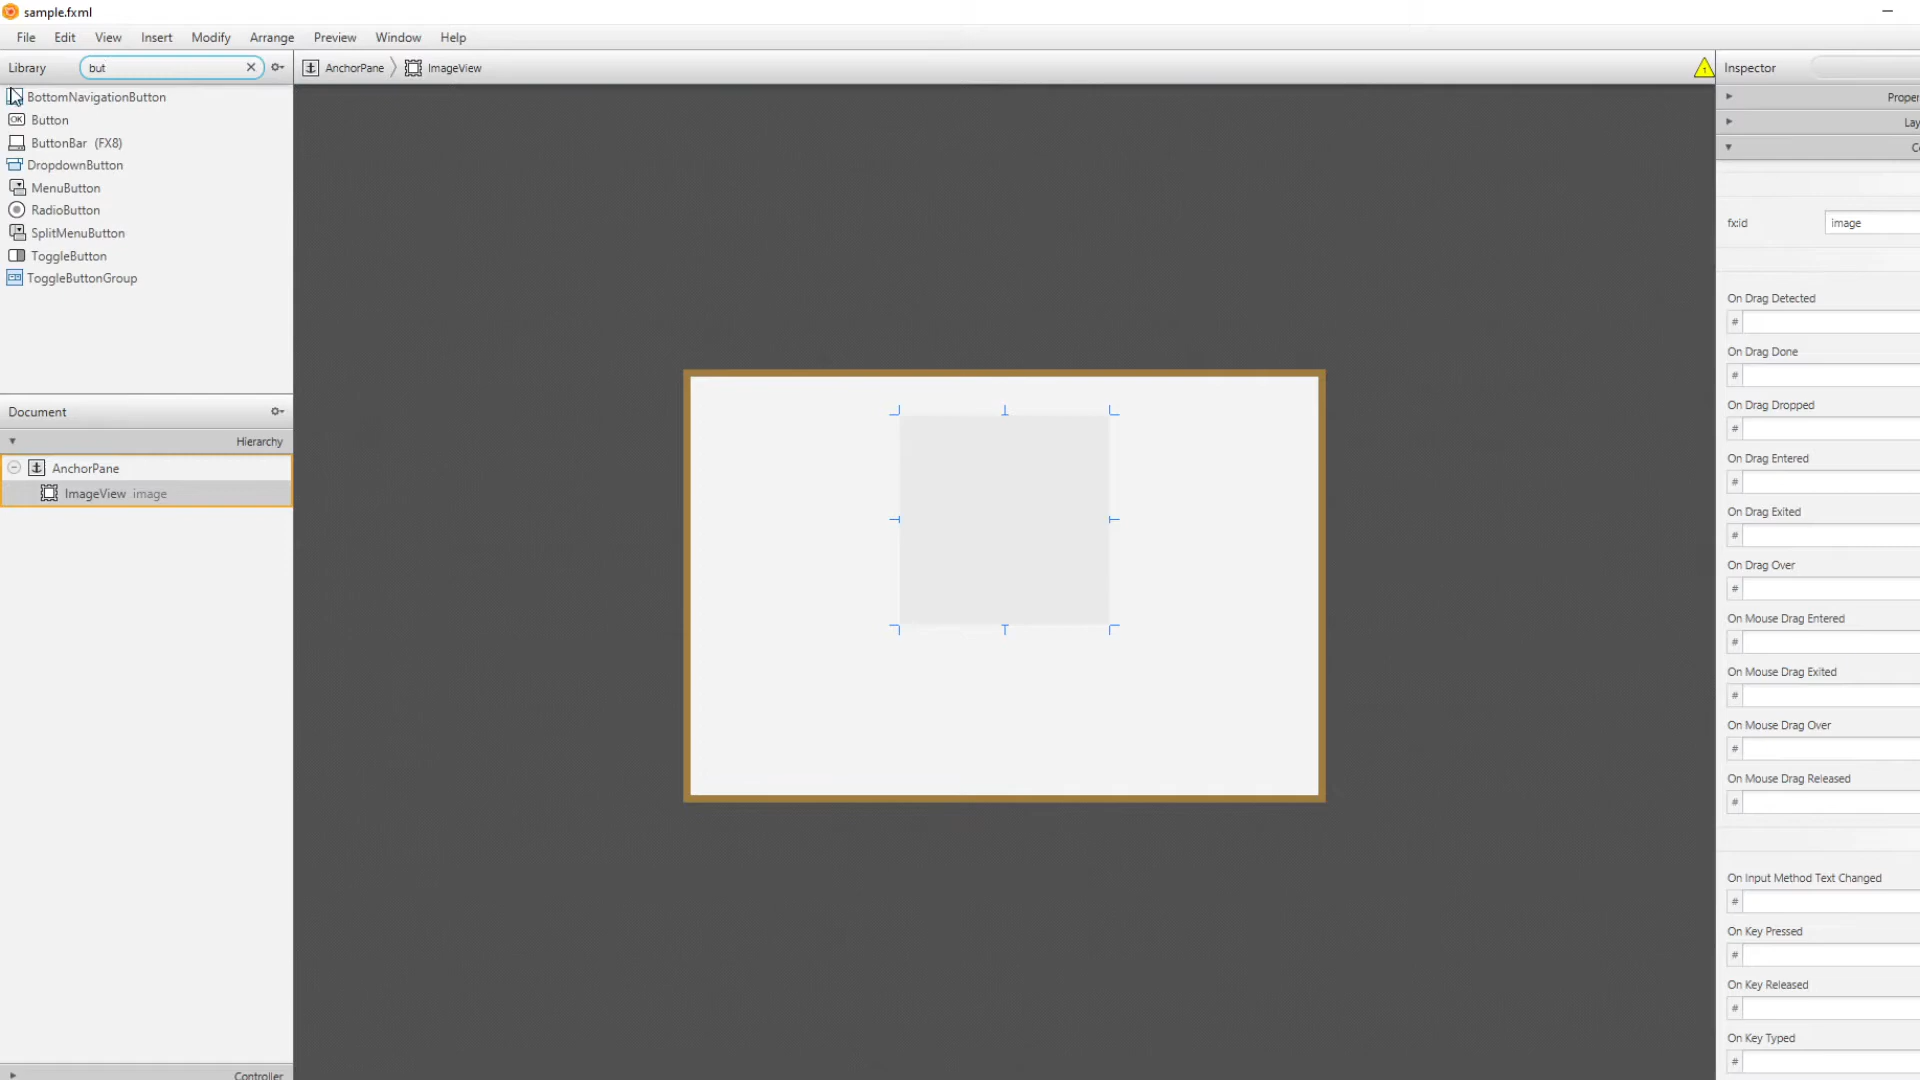 sample.fxml
File Edit View Insert Modify Arrange Preview Window Help
Library but
AnchorPane ImageView
Inspector
BottomNavigationButton
Button
ButtonBar (FX8)
DropdownButton
MenuButton
RadioButton
SplitMenuButton
ToggleButton
ToggleButtonGroup
Document
Hierarchy
AnchorPane
ImageView image
Controller
Proper
Lay
C
fx:id image
On Drag Detected
#
On Drag Done
#
On Drag Dropped
#
On Drag Entered
#
On Drag Exited
#
On Drag Over
#
On Mouse Drag Entered
#
On Mouse Drag Exited
#
On Mouse Drag Over
#
On Mouse Drag Released
#
On Input Method Text Changed
#
On Key Pressed
#
On Key Released
#
On Key Typed
#